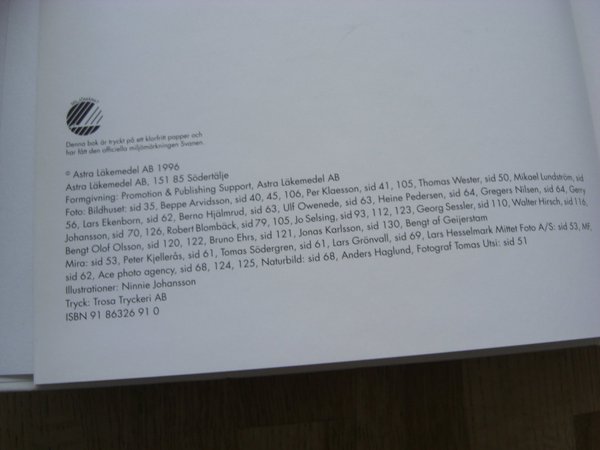 Denna bok är tryckt på ett klorfritt papper och
har fått den officiella miljömärkningen Svanen.
© Astra Läkemedel AB 1996
Astra Läkemedel AB, 151 85 Södertälje
Formgivning: Promotion & Publishing Support, Astra Läkemedel AB
Foto: Bildhuset: sid 35, Beppe Arvidsson, sid 40, 45, 106, Per Klaesson, sid 41, 105, Thomas Wester, sid 50, Mikael Lundström, sid
56, Lars Ekenborn, sid 62, Berno Hjälmrud, sid 63, Ulf Owenede, sid 63, Heine Pedersen, sid 64, Gregers Nilsen, sid 64, Gerry
Johansson, sid 70, 126, Robert Blombäck, sid 79, 105, Jo Selsing, sid 93, 112, 123, Georg Sessler, sid 110, Walter Hirsch, sid 116,
Bengt Olof Olsson, sid 120, 122, Bruno Ehrs, sid 121, Jonas Karlsson, sid 130, Bengt af Geijerstam
Mira: sid 53, Peter Kjellerås, sid 61, Tomas Södergren, sid 61, Lars Grönvall, sid 69, Lars Hesselmark Mittet Foto A/S: sid 53, MF,
sid 62, Ace photo agency, sid 68, 124, 125, Naturbild: sid 68, Anders Haglund, Fotograf Tomas Utsi: sid 51
Illustrationer: Ninnie Johansson
Tryck: Trosa Tryckeri AB
ISBN 91 86326 91 0